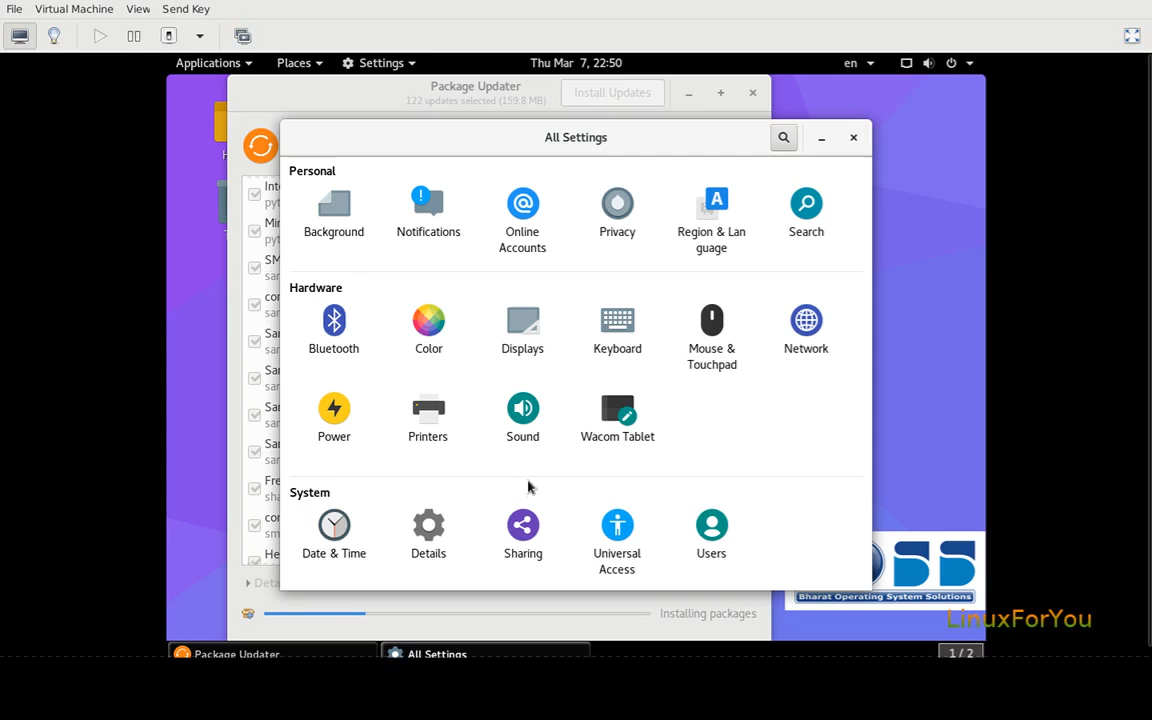 File Virtual Machine View Send Key
Applications Places Settings Thu Mar 7, 22:50 en
Package Updater
122 updates selected (159.8 MB)
Install Updates
All Settings
Personal
Background Notifications Online Accounts Privacy Region & Lan guage Search
Hardware
Bluetooth Color Displays Keyboard Mouse & Touchpad Network
Power Printers Sound Wacom Tablet
System
Date & Time Details Sharing Universal Access Users
Installing packages
Bharat Operating System Solutions
LinuxForYou
Package Updater All Settings 1 / 2